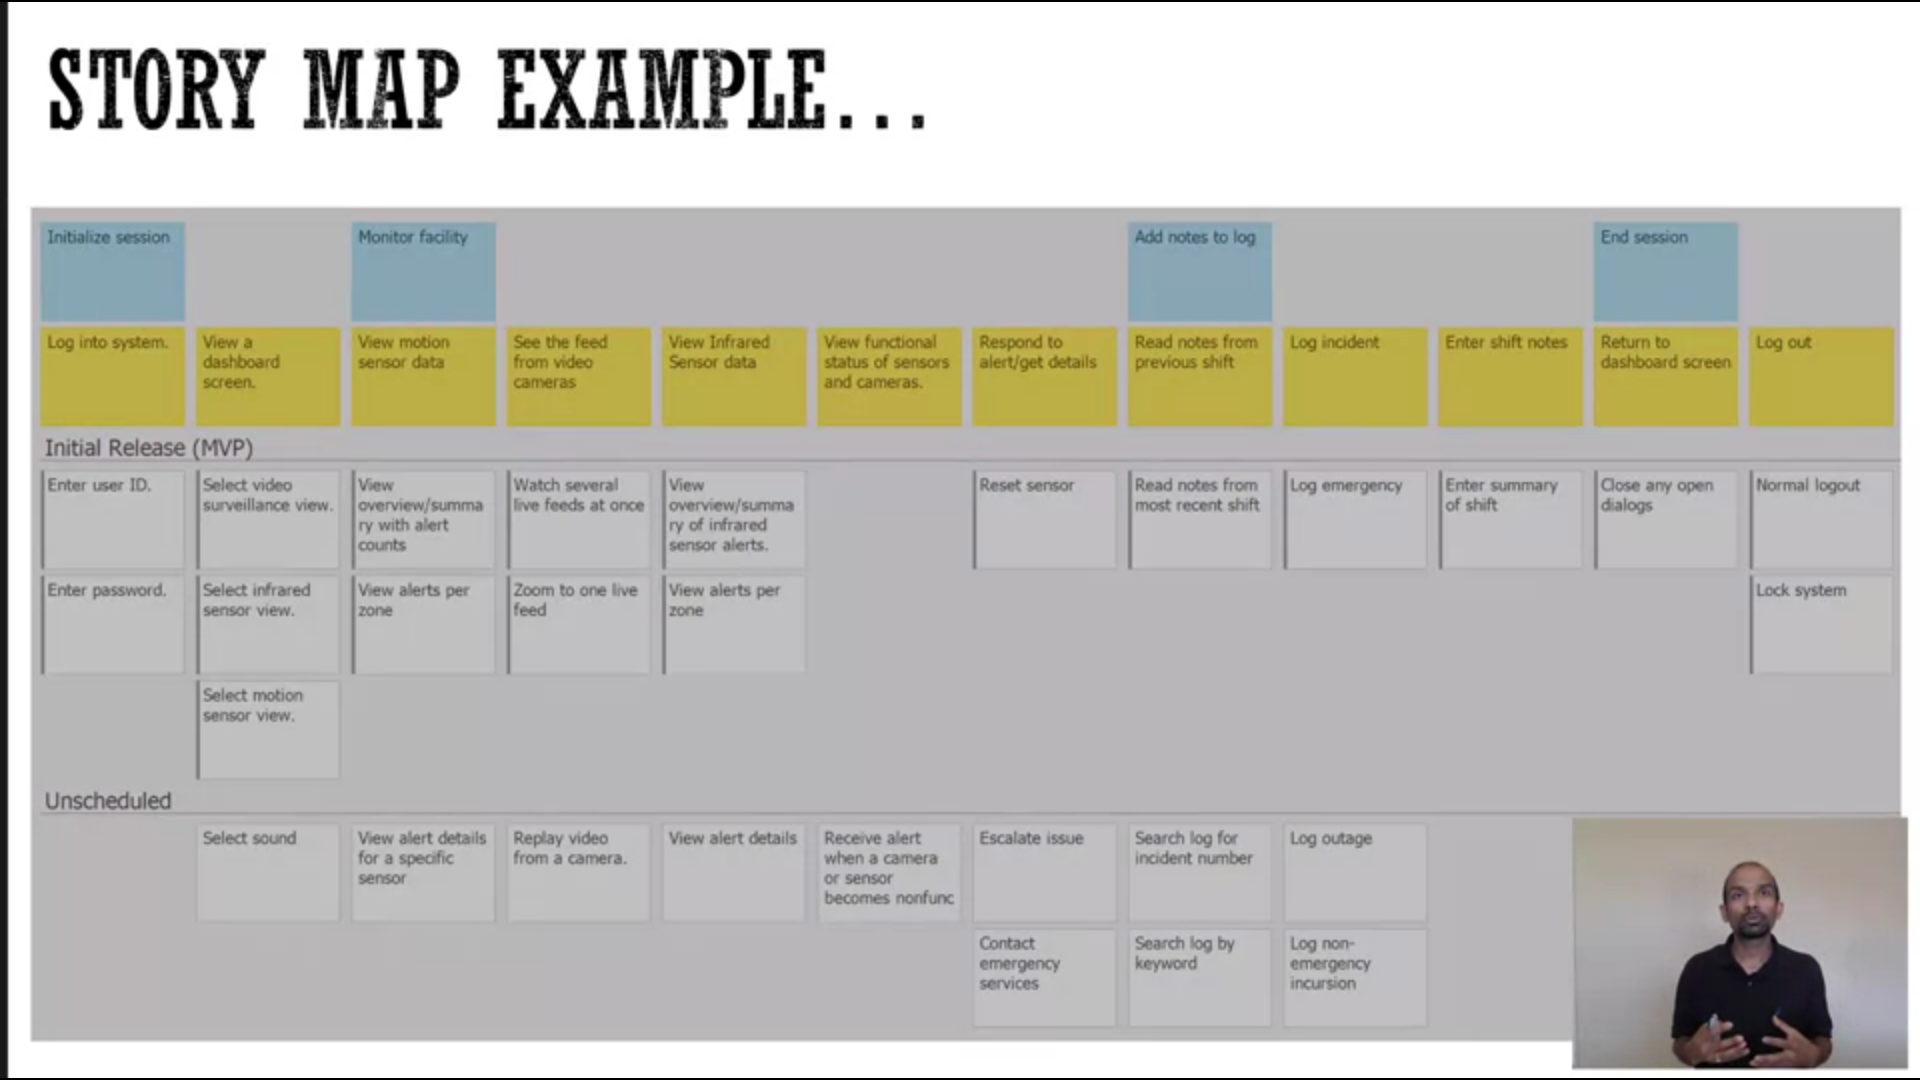 STORY MAP EXAMPLE...
Initialize session
Monitor facility
Add notes to log
End session
Log into system.
View a
dashboard
screen.
View motion
sensor data
See the feed
from video
cameras
View Infrared
Sensor data
View functional
status of sensors
and cameras.
Respond to
alert/get details
Read notes from
previous shift
Log incident
Enter shift notes
Return to
dashboard screen
Log out
Initial Release (MVP)
Enter user ID.
Select video
surveillance view.
View
overview/summa
ry with alert
counts
Watch several
live feeds at once
View
overview/summa
ry of infrared
sensor alerts.
Reset sensor
Read notes from
most recent shift
Log emergency
Enter summary
of shift
Close any open
dialogs
Normal logout
Enter password.
Select infrared
sensor view.
View alerts per
zone
Zoom to one live
feed
View alerts per
zone
Lock system
Select motion
sensor view.
Unscheduled
Select sound
View alert details
for a specific
sensor
Replay video
from a camera.
View alert details
Receive alert
when a camera
or sensor
becomes nonfunc
Escalate issue
Search log for
incident number
Log outage
Contact
emergency
services
Search log by
keyword
Log non-
emergency
incursion